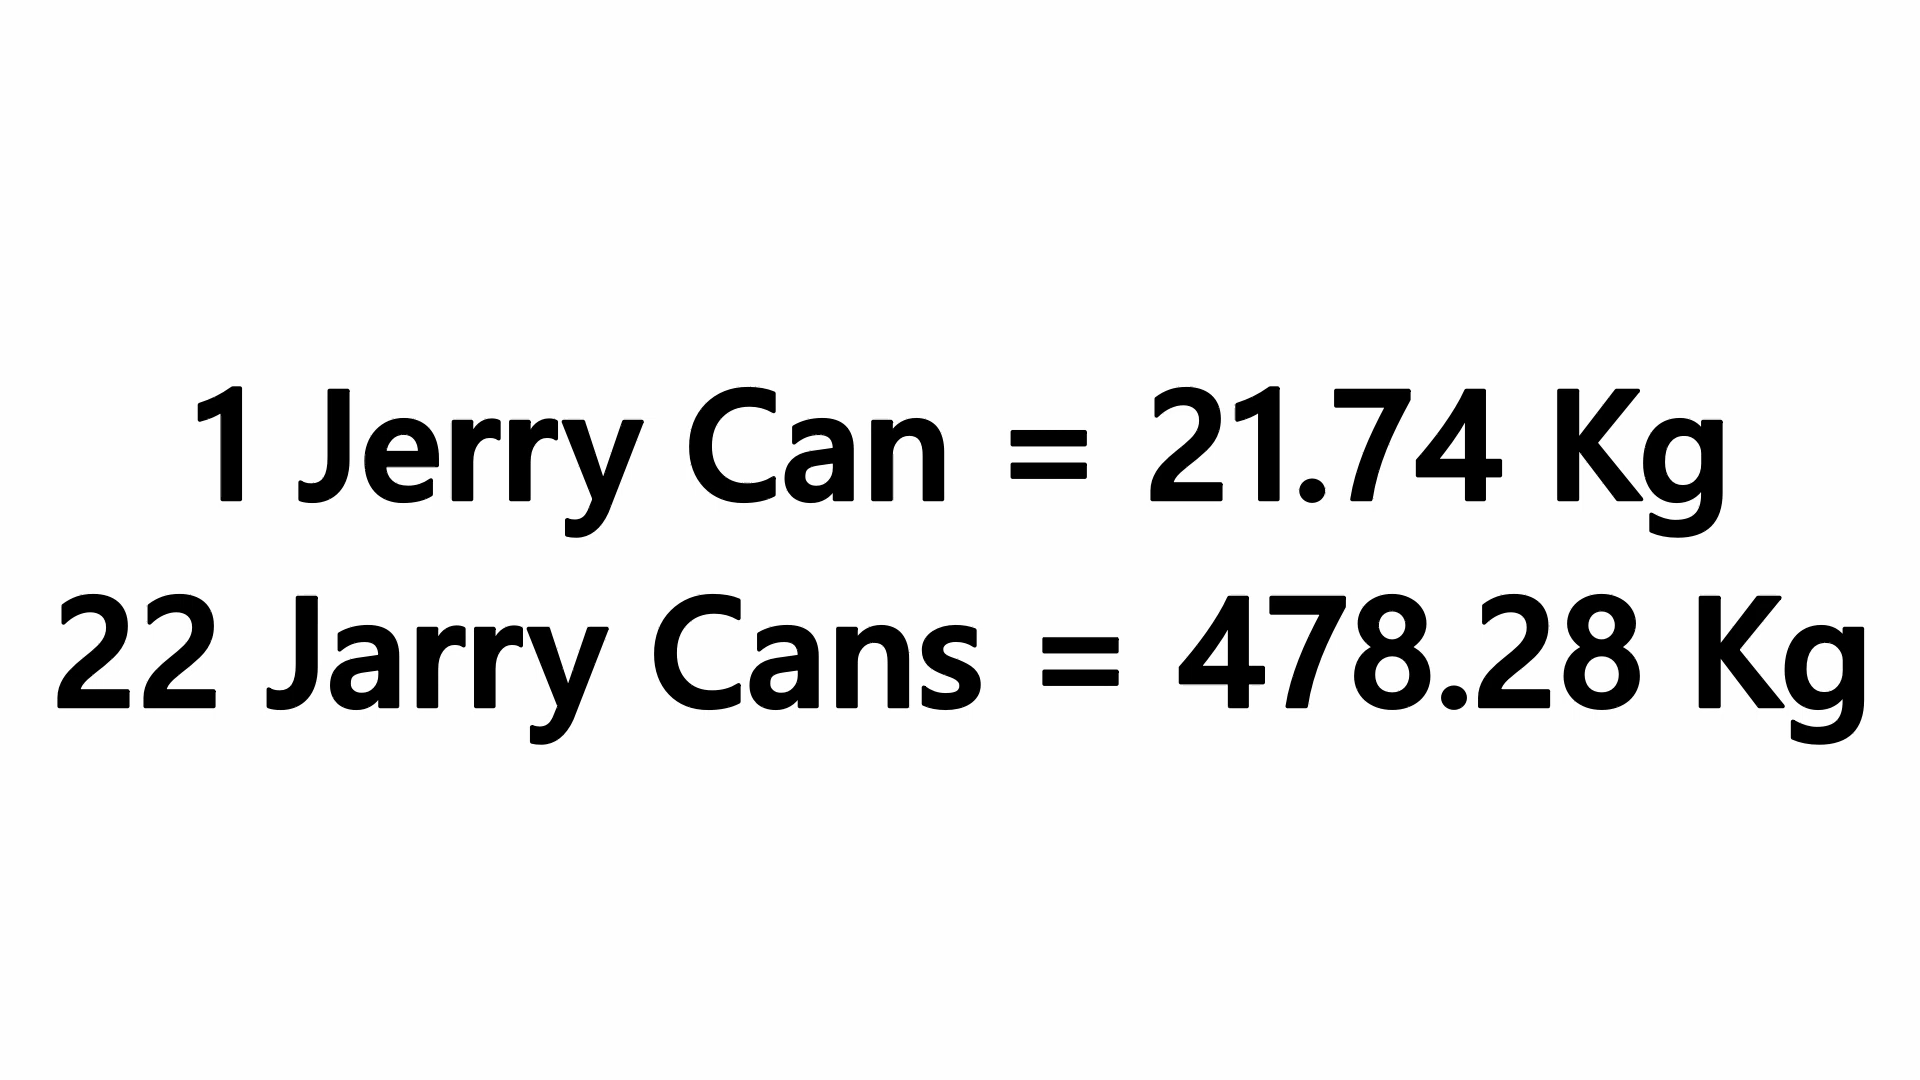 1 Jerry Can = 21.74 Kg
22 Jarry Cans = 478.28 Kg